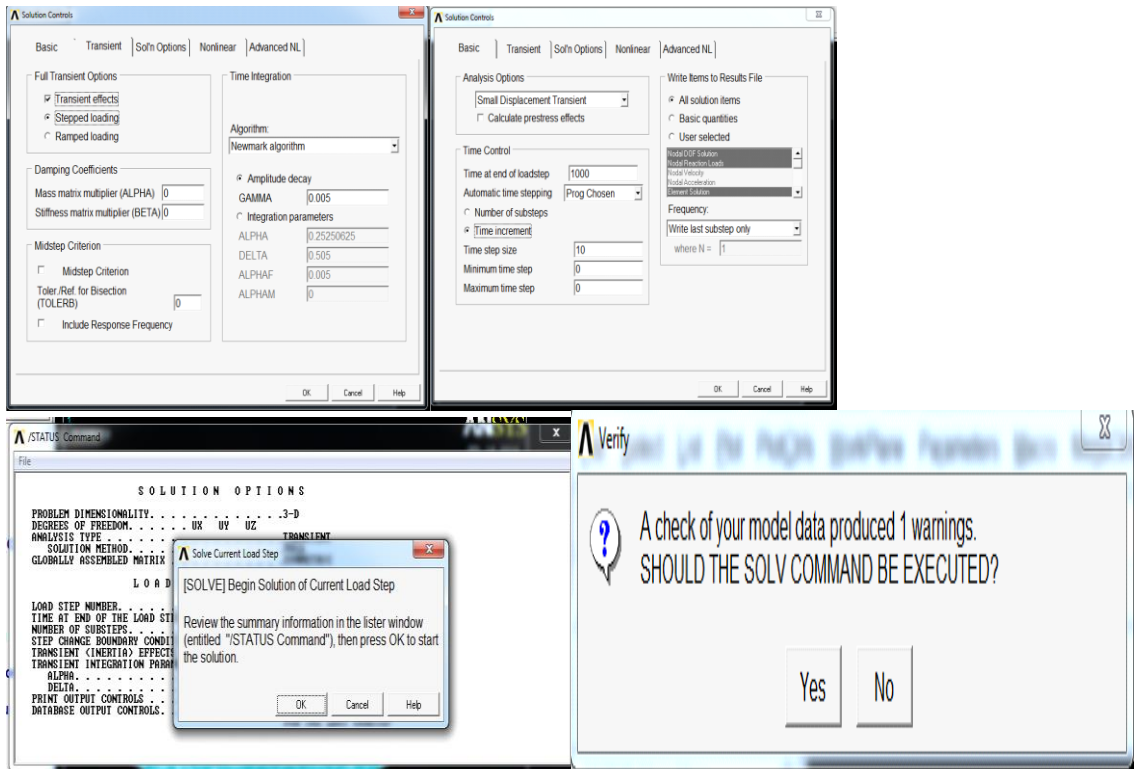 Solution Controls
Basic Transient Sol'n Options Nonlinear Advanced NL
Full Transient Options
Transient effects
Stepped loading
Ramped loading
Damping Coefficients
Mass matrix multiplier (ALPHA) 0
Stiffness matrix multiplier (BETA) 0
Midstep Criterion
Midstep Criterion
Toler./Ref. for Bisection
(TOLERB) 0
Include Response Frequency
Time Integration
Algorithm:
Newmark algorithm
Amplitude decay
GAMMA 0.005
Integration parameters
ALPHA 0.25250625
DELTA 0.505
ALPHAF 0.005
ALPHAM 0
OK Cancel Help
Solution Controls
Basic Transient Sol'n Options Nonlinear Advanced NL
Analysis Options
Small Displacement Transient
Calculate prestress effects
Time Control
Time at end of loadstep 1000
Automatic time stepping Prog Chosen
Number of substeps
Time increment
Time step size 10
Minimum time step 0
Maximum time step 0
Write Items to Results File
All solution items
Basic quantities
User selected
Nodal DOF Solution
Nodal Reaction Loads
Nodal Velocity
Nodal Acceleration
Element Solution
Frequency:
Write last substep only
where N = 1
OK Cancel Help
/STATUS Command
File
S O L U T I O N   O P T I O N S
PROBLEM DIMENSIONALITY. . . . . . . . . . . . .3-D
DEGREES OF FREEDOM. . . . . . UX UY UZ
ANALYSIS TYPE . . . . . . . . . . . . . . . . .TRANSIENT
SOLUTION METHOD. . . .
GLOBALLY ASSEMBLED MATRIX
L O A D
LOAD STEP NUMBER. . . . . .
TIME AT END OF THE LOAD
NUMBER OF SUBSTEPS. . . . .
STEP CHANGE BOUNDARY
TRANSIENT (INERTIA) EFFECTS
TRANSIENT INTEGRATION
ALPHA. . . . . . . . . .
DELTA. . . . . . . . . .
PRINT OUTPUT CONTROLS . . .
DATABASE OUTPUT CONTROLS. .
Solve Current Load Step
[SOLVE] Begin Solution of Current Load Step
Review the summary information in the lister window
(entitled "/STATUS Command"), then press OK to start
the solution.
OK Cancel Help
Verify
A check of your model data produced 1 warnings.
SHOULD THE SOLV COMMAND BE EXECUTED?
Yes No